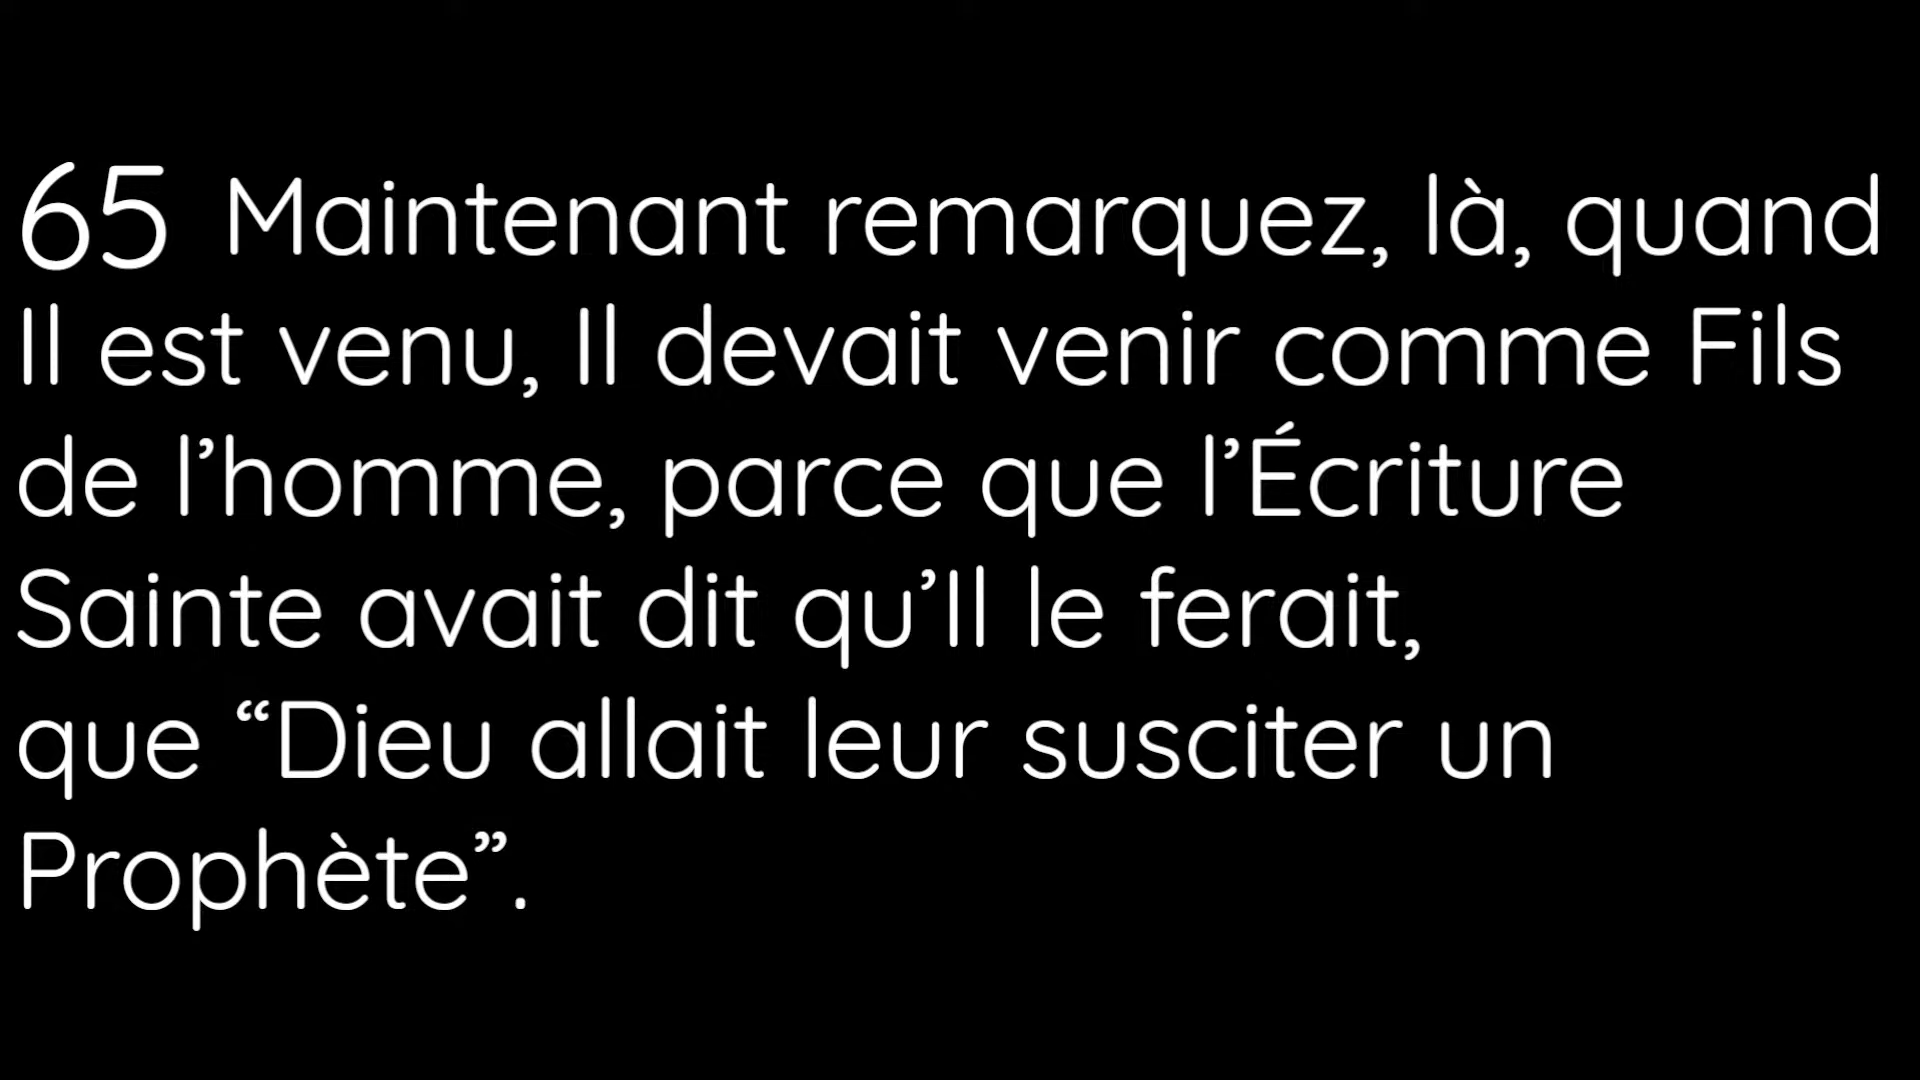 65 Maintenant remarquez, là, quand
Il est venu, Il devait venir comme Fils
de l’homme, parce que l’Écriture
Sainte avait dit qu’Il le ferait,
que “Dieu allait leur susciter un
Prophète”.